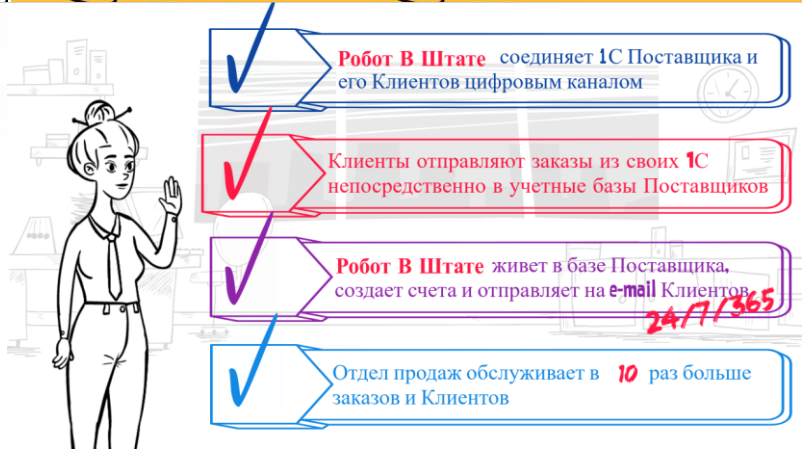 Робот В Штате соединяет 1С Поставщика и
его Клиентов цифровым каналом
Клиенты отправляют заказы из своих 1С
непосредственно в учетные базы Поставщиков
Робот В Штате живет в базе Поставщика,
создает счета и отправляет на e-mail Клиентов
24/7/365
Отдел продаж обслуживает в 10 раз больше
заказов и Клиентов